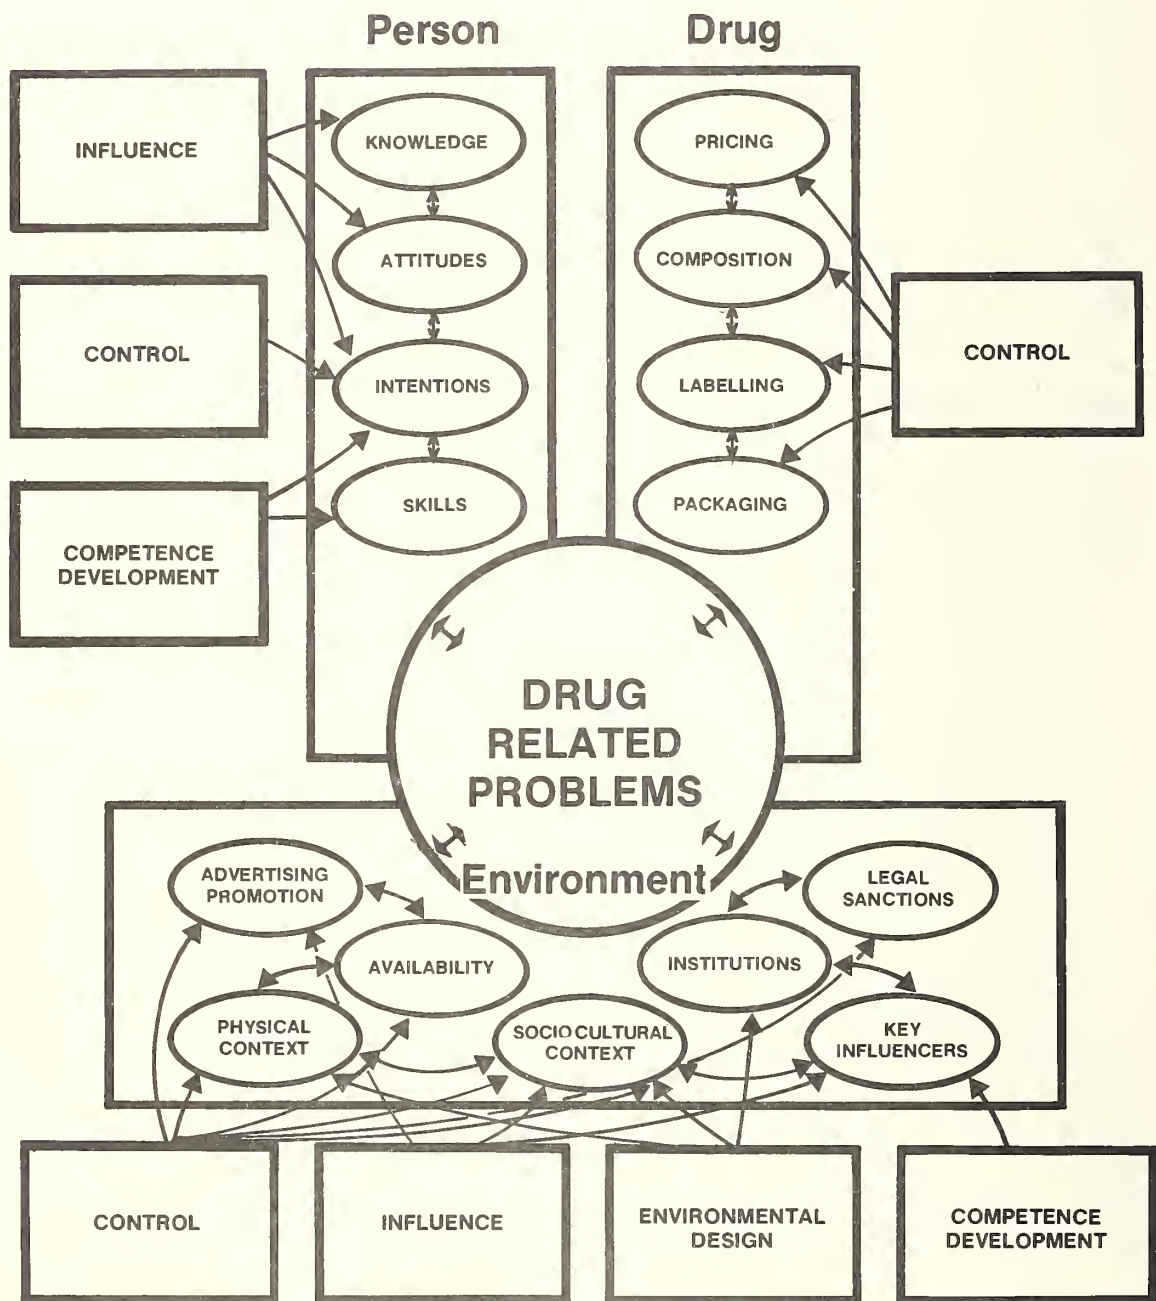 Person
Drug
INFLUENCE
KNOWLEDGE
PRICING
ATTITUDES
COMPOSITION
CONTROL
INTENTIONS
LABELLING
CONTROL
COMPETENCE
DEVELOPMENT
SKILLS
PACKAGING
DRUG
RELATED
PROBLEMS
Environment
ADVERTISING
PROMOTION
LEGAL
SANCTIONS
AVAILABILITY
INSTITUTIONS
PHYSICAL
CONTEXT
SOCIO CULTURAL
CONTEXT
KEY
INFLUENCERS
CONTROL
INFLUENCE
ENVIRONMENTAL
DESIGN
COMPETENCE
DEVELOPMENT